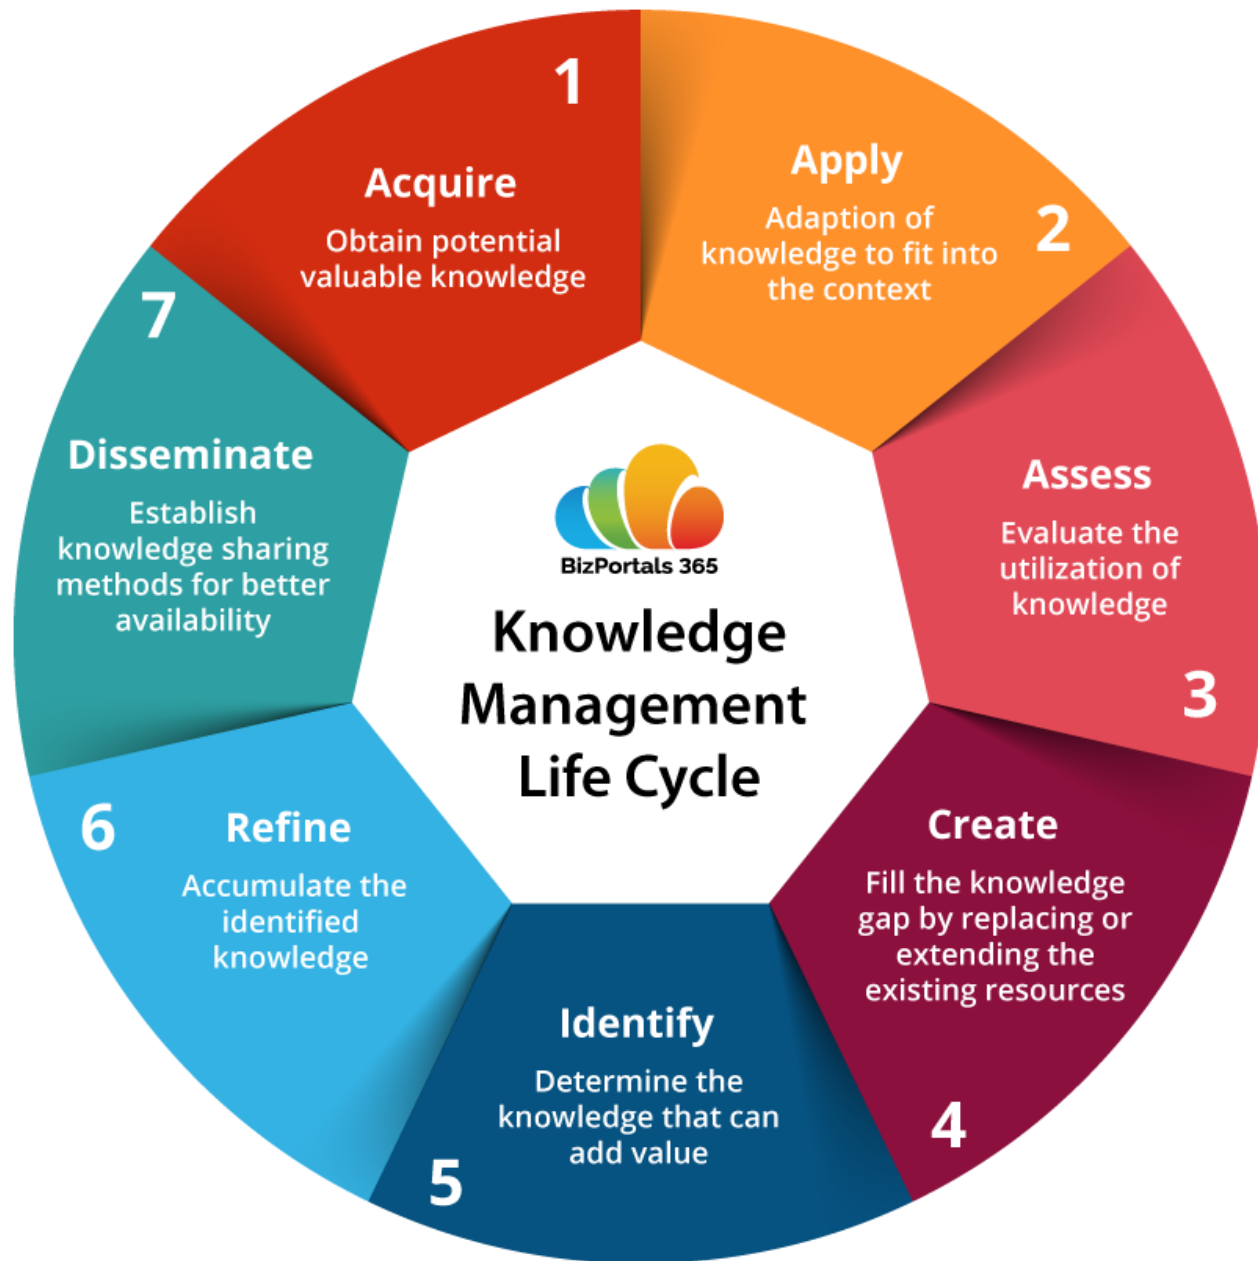 1
Acquire
Obtain potential
valuable knowledge
Apply
2
Adaption of
knowledge to fit into
the context
Assess
Evaluate the
utilization of
knowledge
3
Create
Fill the knowledge
gap by replacing or
extending the
existing resources
4
Identify
Determine the
knowledge that can
add value
5
6
Refine
Accumulate the
identified
knowledge
7
Disseminate
Establish
knowledge sharing
methods for better
availability
BizPortals 365
Knowledge
Management
Life Cycle